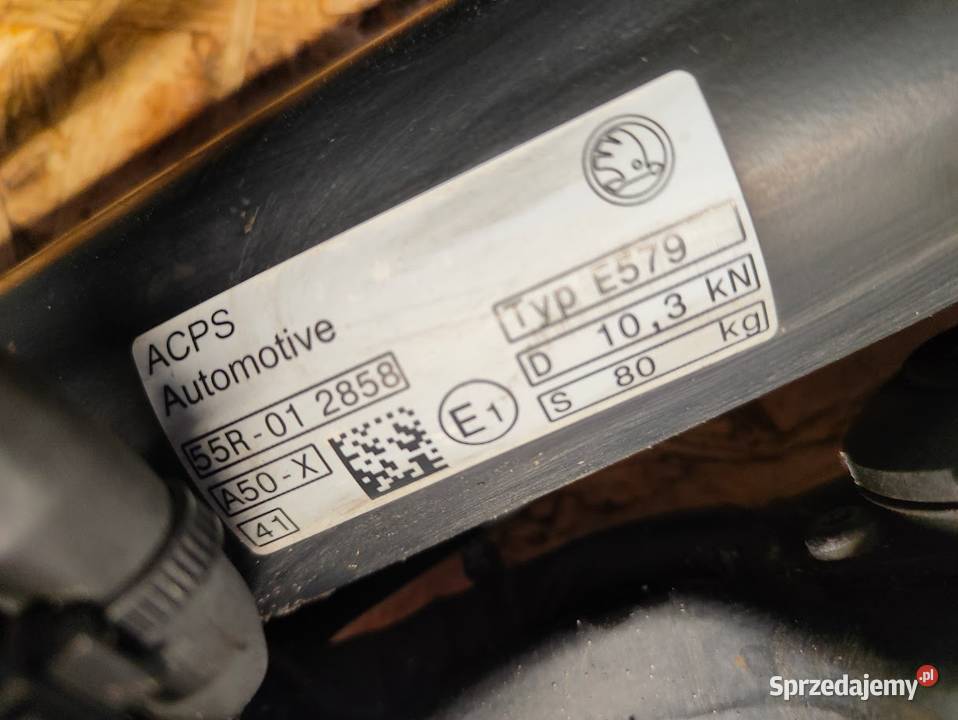 ACPS
Automotive
55R-01 2858
A50-X
41
E1
Typ E579
D 10,3 kN
S 80 kg
Sprzedajemy.pl